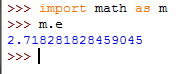 >>> import math as m
>>> m.e
2.718281828459045
>>>